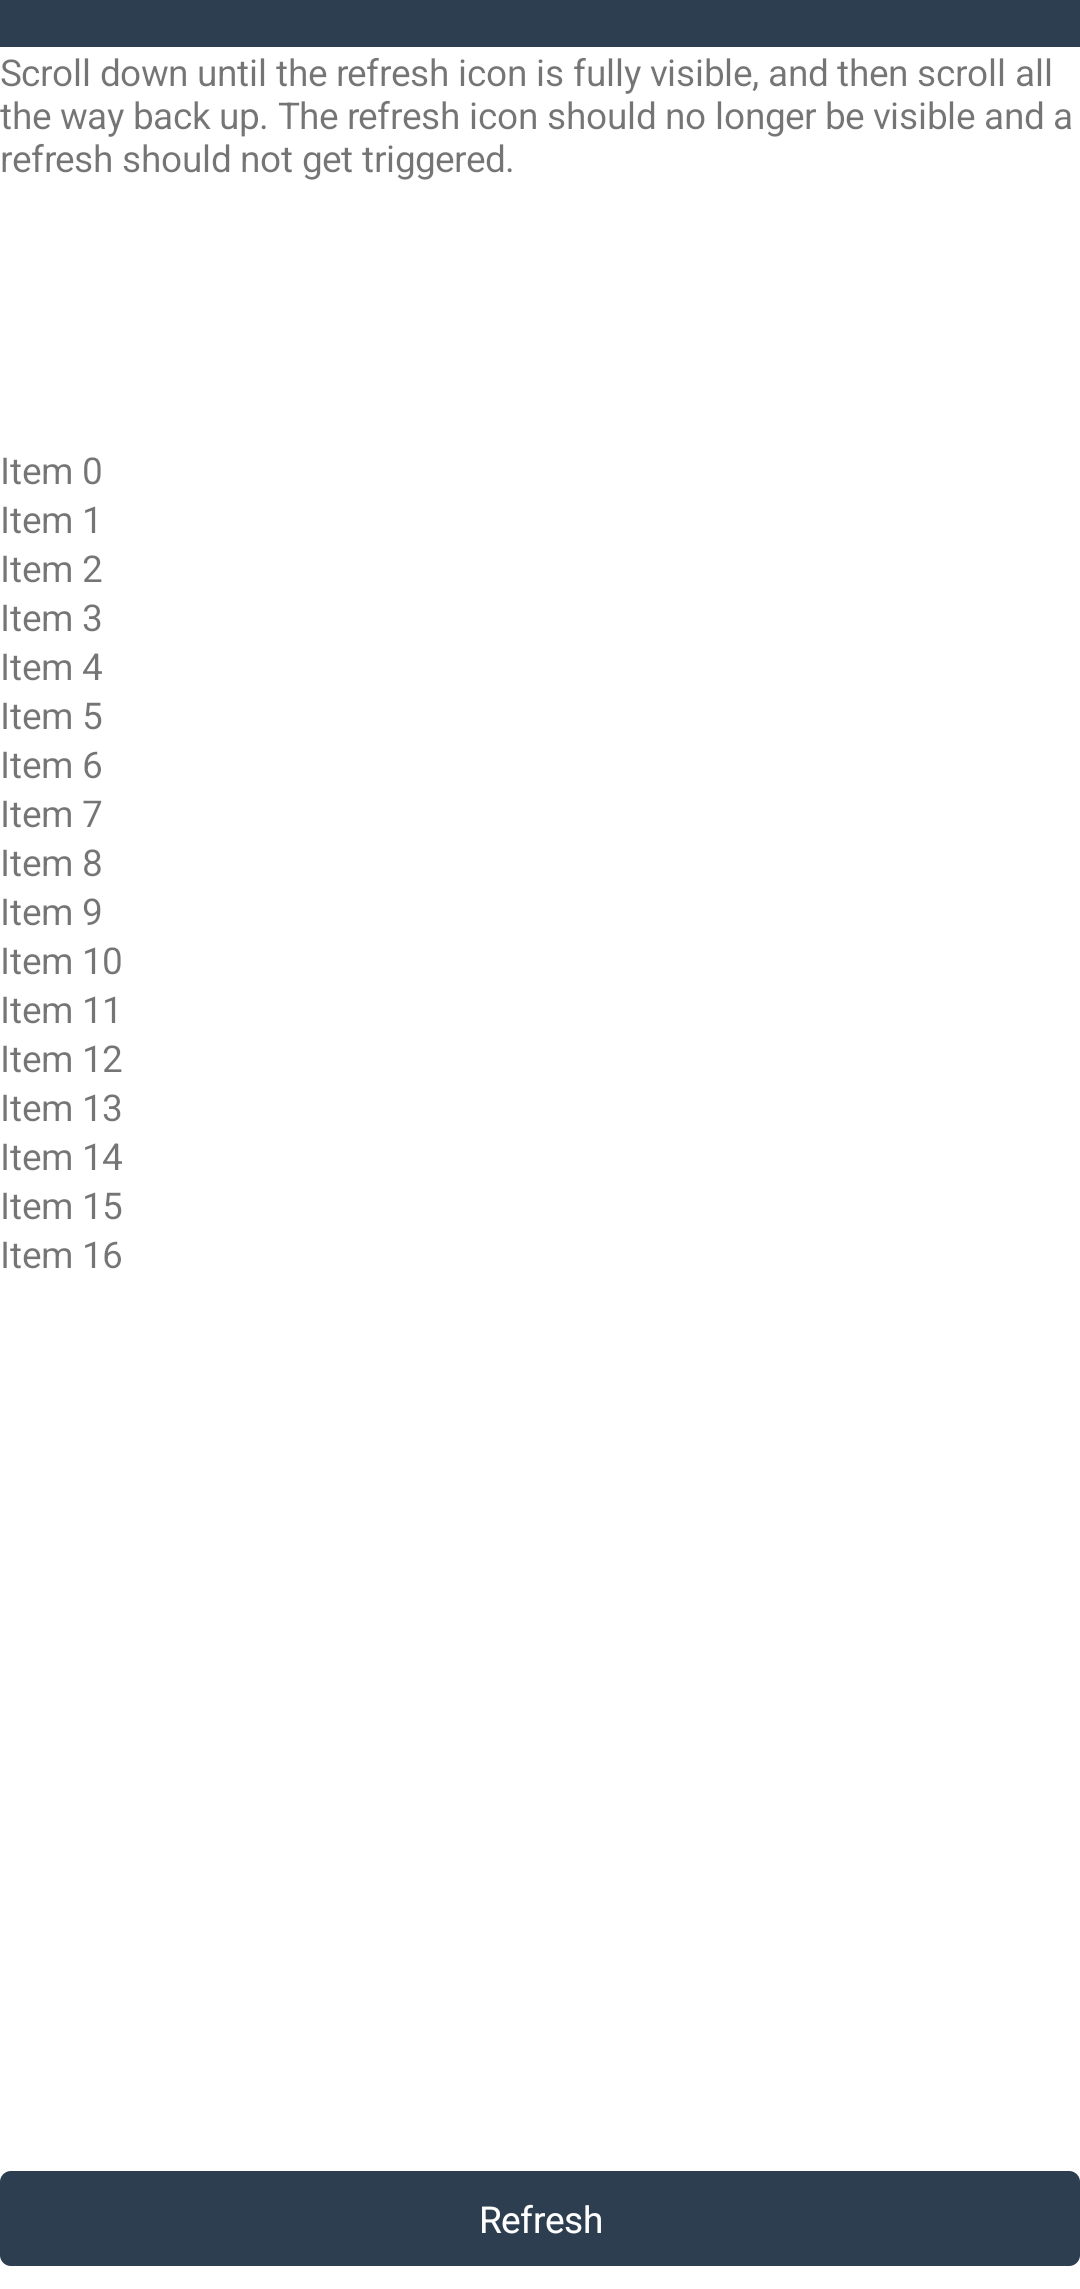 Scroll down until the refresh icon is fully visible, and then scroll all
the way back up. The refresh icon should no longer be visible and a
refresh should not get triggered.
Item 0
Item 1
Item 2
Item 3
Item 4
Item 5
Item 6
Item 7
Item 8
Item 9
Item 10
Item 11
Item 12
Item 13
Item 14
Item 15
Item 16
Refresh